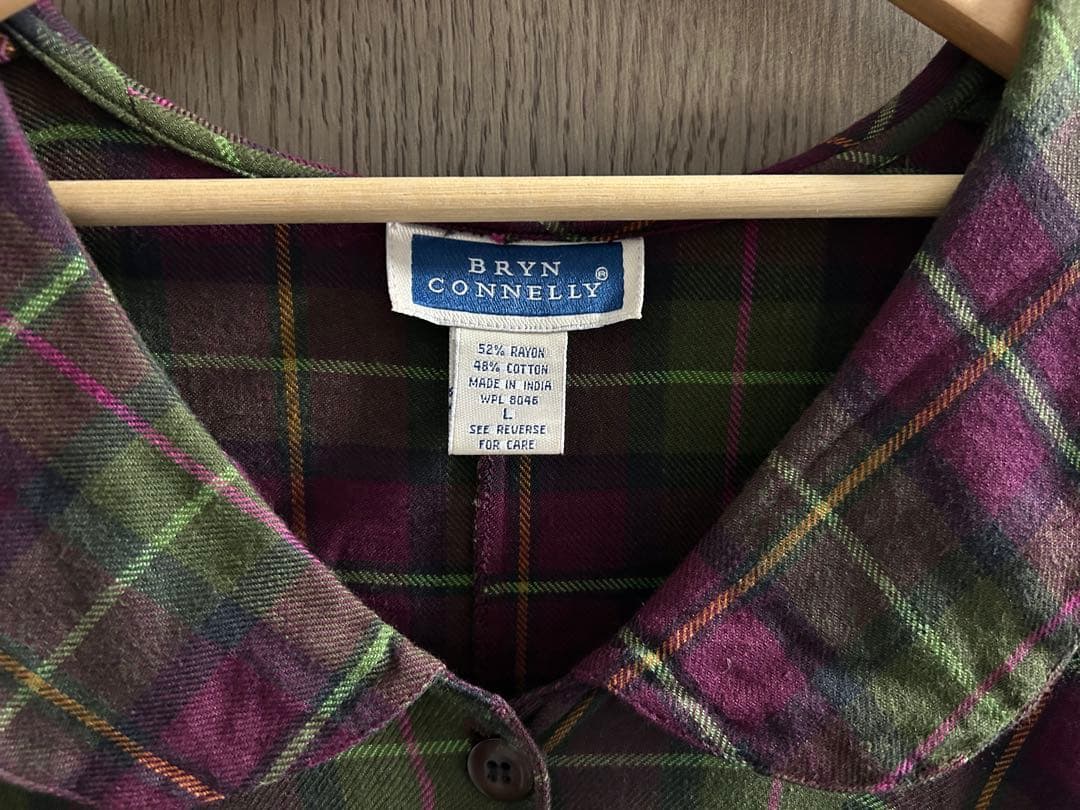 BRYN
CONNELLY®
52% RAYON
48% COTTON
MADE IN INDIA
WPL 8046
L
SEE REVERSE
FOR CARE